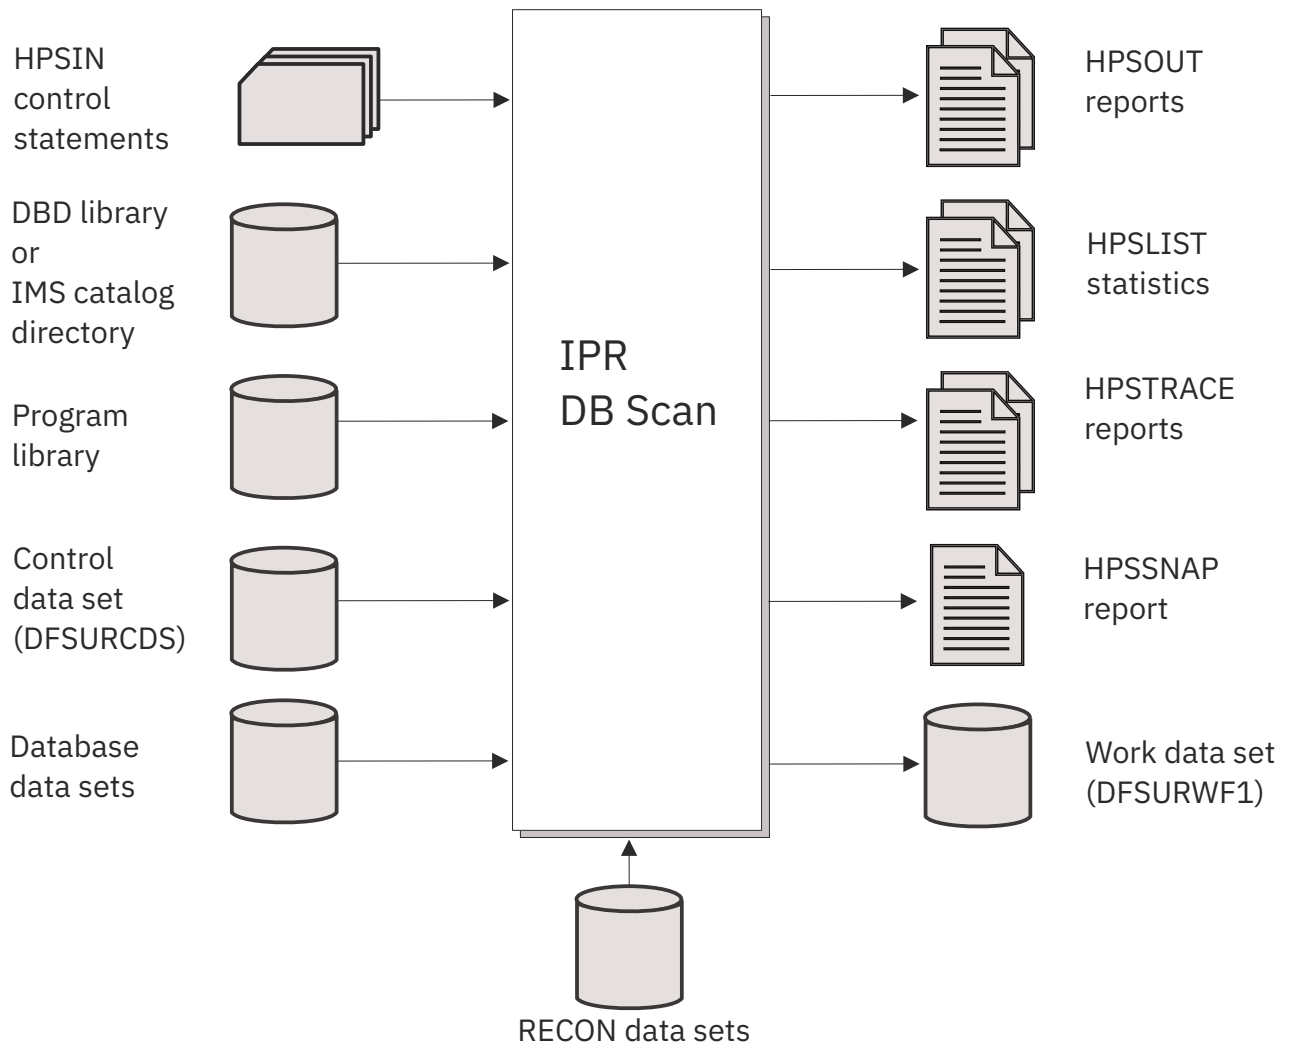 HPSIN
control
statements
DBD library
or
IMS catalog
directory
Program
library
Control
data set
(DFSURCDS)
Database
data sets
IPR
DB Scan
HPSOUT
reports
HPSLIST
statistics
HPSTRACE
reports
HPSSNAP
report
Work data set
(DFSURWF1)
RECON data sets